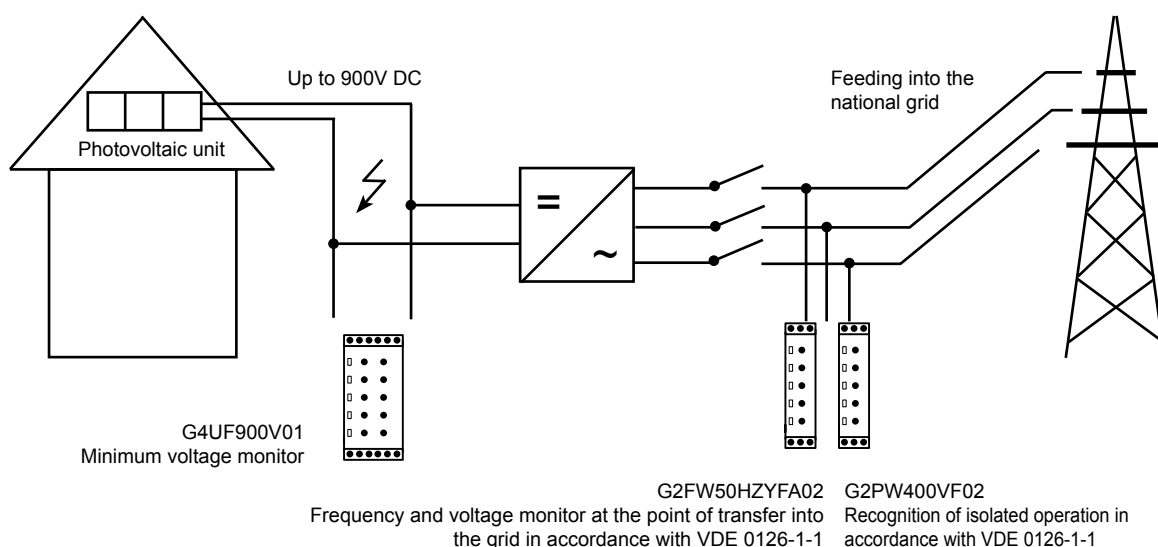 Up to 900V DC
Feeding into the
national grid
Photovoltaic unit
=
~
G4UF900V01
Minimum voltage monitor
G2FW50HZYFA02
Frequency and voltage monitor at the point of transfer into
the grid in accordance with VDE 0126-1-1
G2PW400VF02
Recognition of isolated operation in
accordance with VDE 0126-1-1